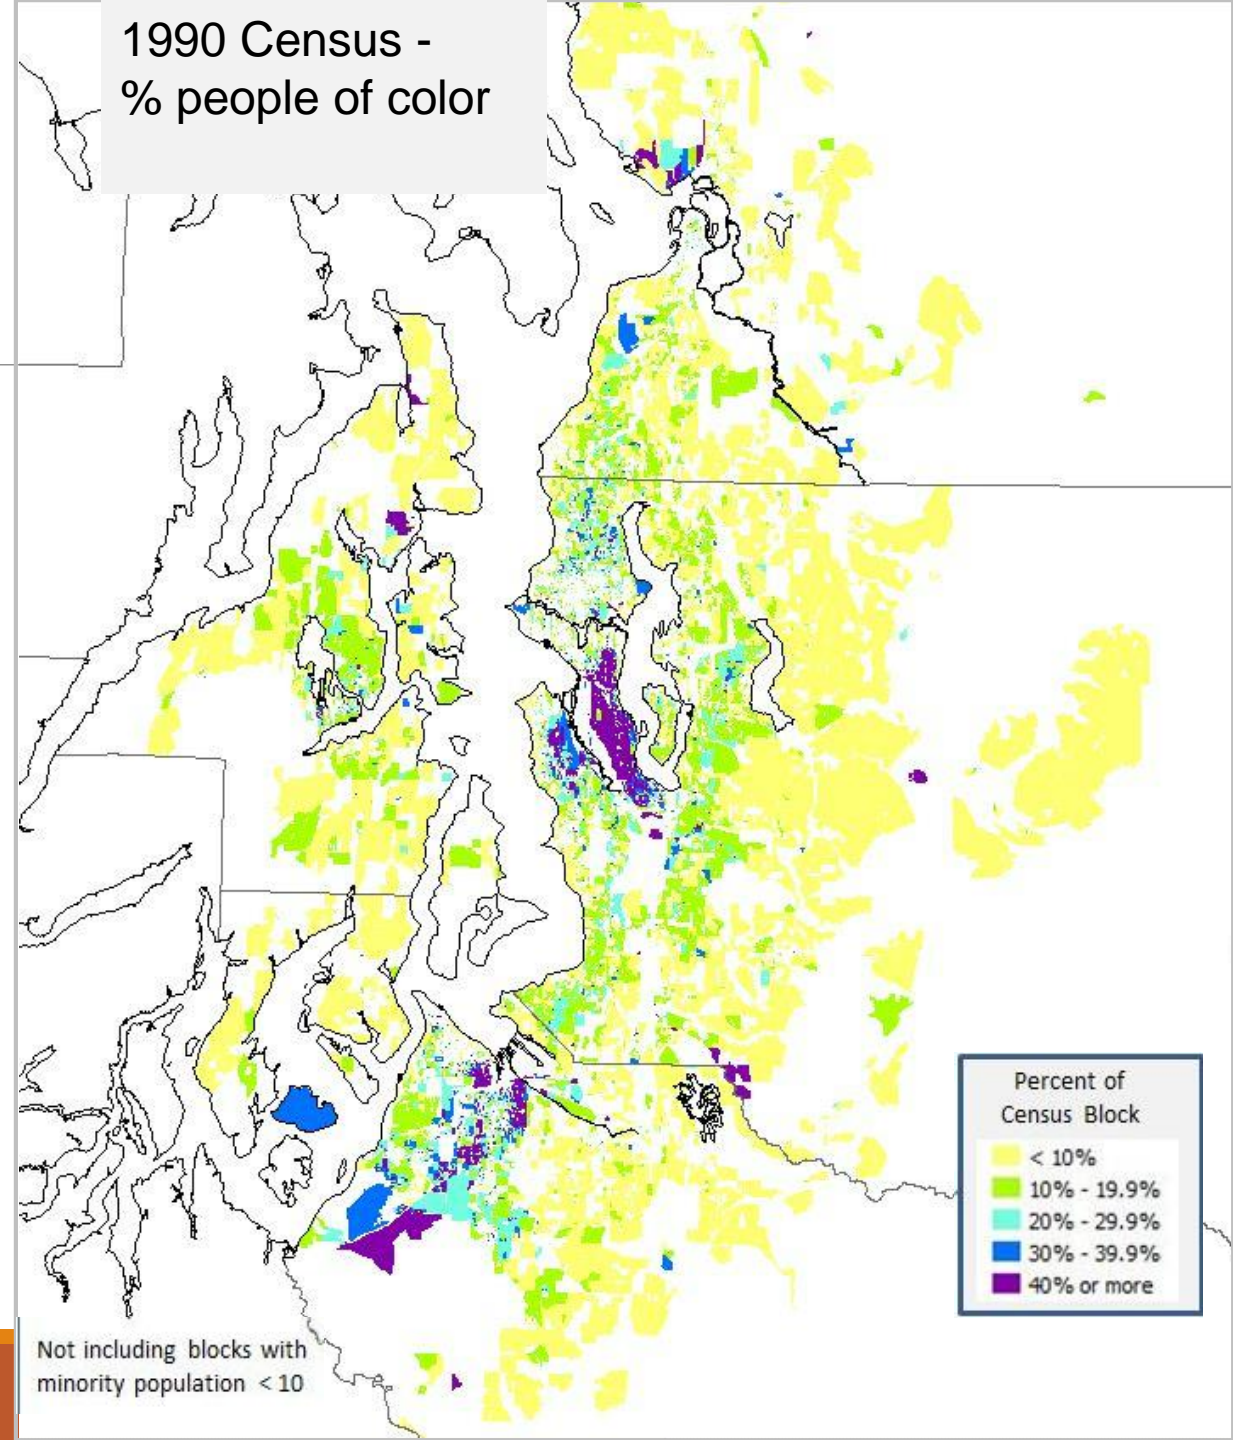 1990 Census -
% people of color
Percent of
Census Block
< 10%
10% - 19.9%
20% - 29.9%
30% - 39.9%
40% or more
Not including blocks with
minority population < 10